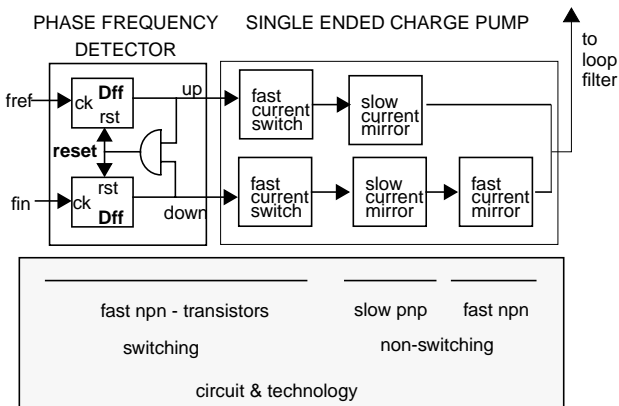 PHASE FREQUENCY
DETECTOR
SINGLE ENDED CHARGE PUMP
to
loop
filter
fref
ck
Dff
rst
up
reset
fin
ck
rst
Dff
down
fast
current
switch
slow
current
mirror
fast
current
switch
slow
current
mirror
fast
current
mirror
fast npn - transistors
slow pnp
fast npn
switching
non-switching
circuit & technology